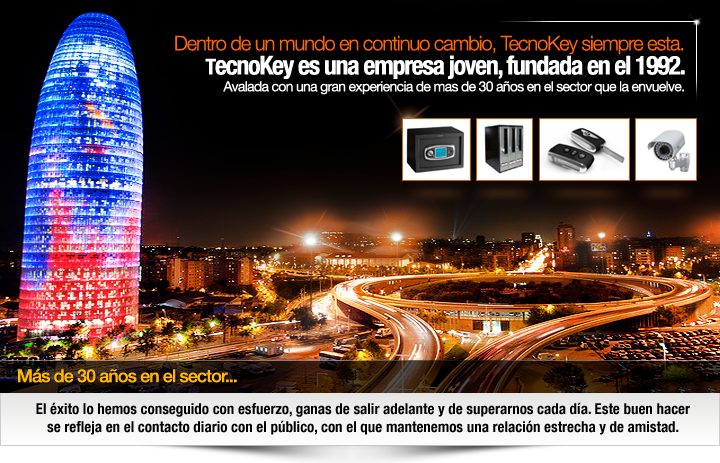 Dentro de un mundo en continuo cambio, TecnoKey siempre esta.
TecnoKey es una empresa joven, fundada en el 1992.
Avalada con una gran experiencia de mas de 30 años en el sector que la envuelve.
Más de 30 años en el sector...
El éxito lo hemos conseguido con esfuerzo, ganas de salir adelante y de superarnos cada día. Este buen hacer
se refleja en el contacto diario con el público, con el que mantenemos una relación estrecha y de amistad.